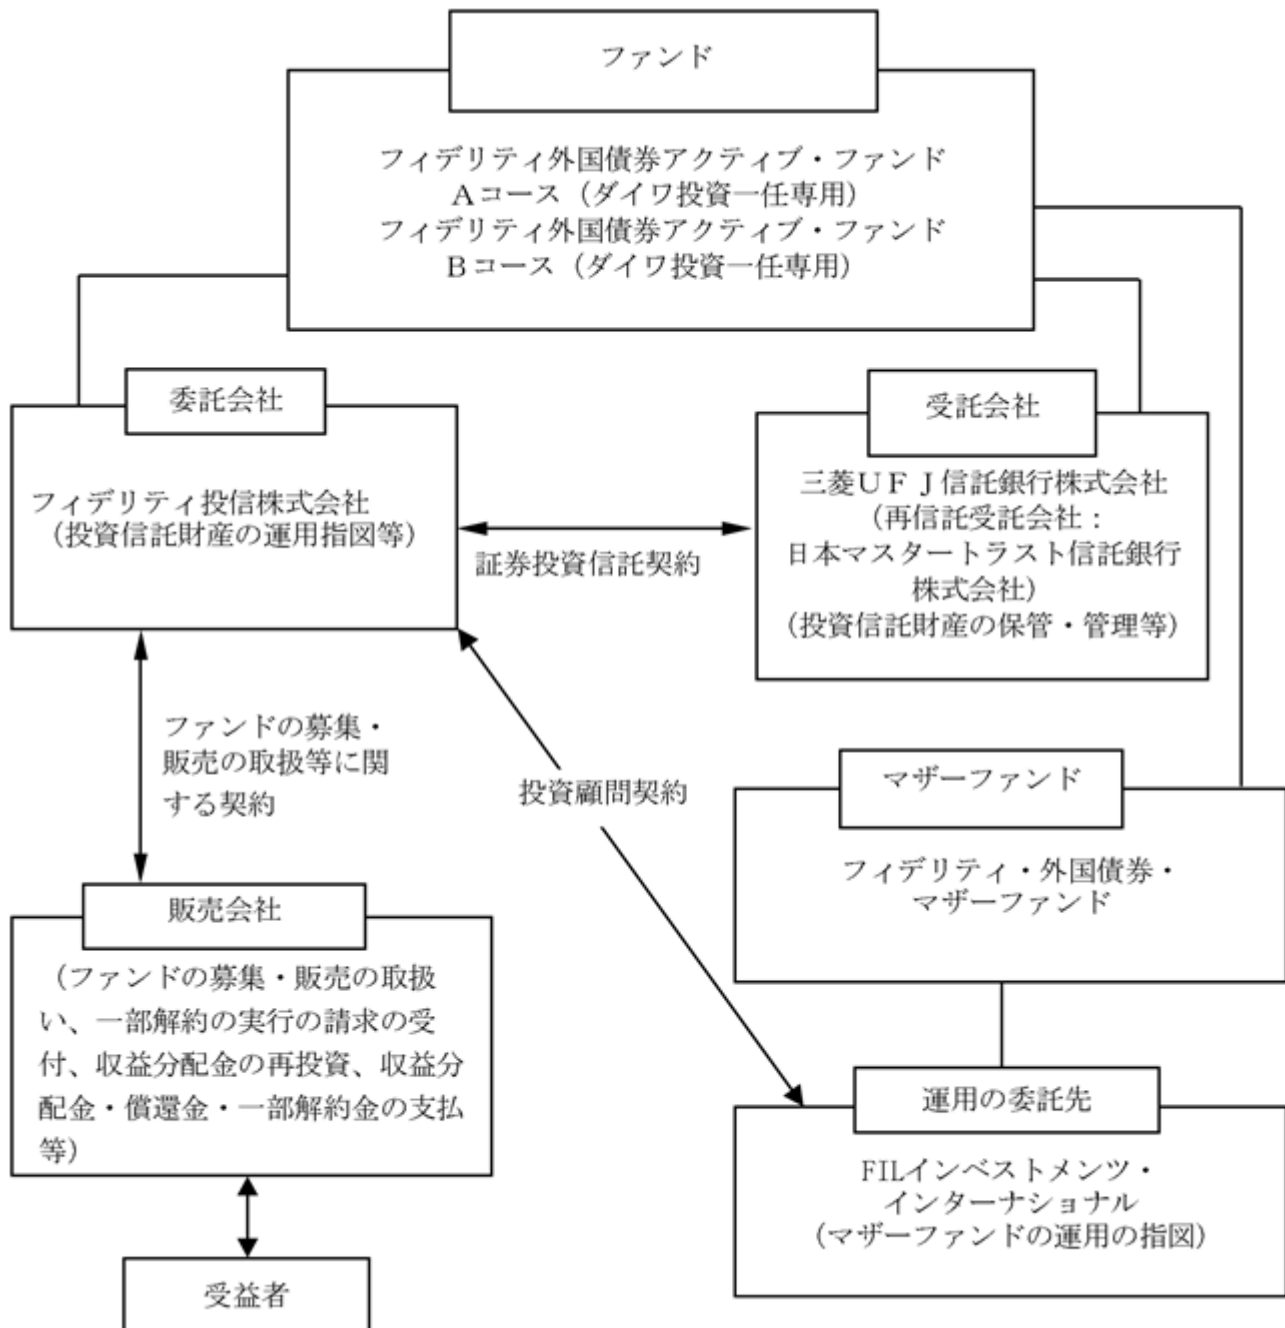 ファンド
フィデリティ外国債券アクティブ・ファンド
Aコース（ダイワ投資一任専用）
フィデリティ外国債券アクティブ・ファンド
Bコース（ダイワ投資一任専用）
委託会社
フィデリティ投信株式会社
（投資信託財産の運用指図等）
証券投資信託契約
受託会社
三菱UFJ信託銀行株式会社
（再信託受託会社：
日本マスタートラスト信託銀行
株式会社）
（投資信託財産の保管・管理等）
ファンドの募集・
販売の取扱等に関
する契約
投資顧問契約
マザーファンド
フィデリティ・外国債券・
マザーファンド
販売会社
（ファンドの募集・販売の取扱
い、一部解約の実行の請求の受
付、収益分配金の再投資、収益分
配金・償還金・一部解約金の支払
等）
運用の委託先
FILインベストメンツ・
インターナショナル
（マザーファンドの運用の指図）
受益者